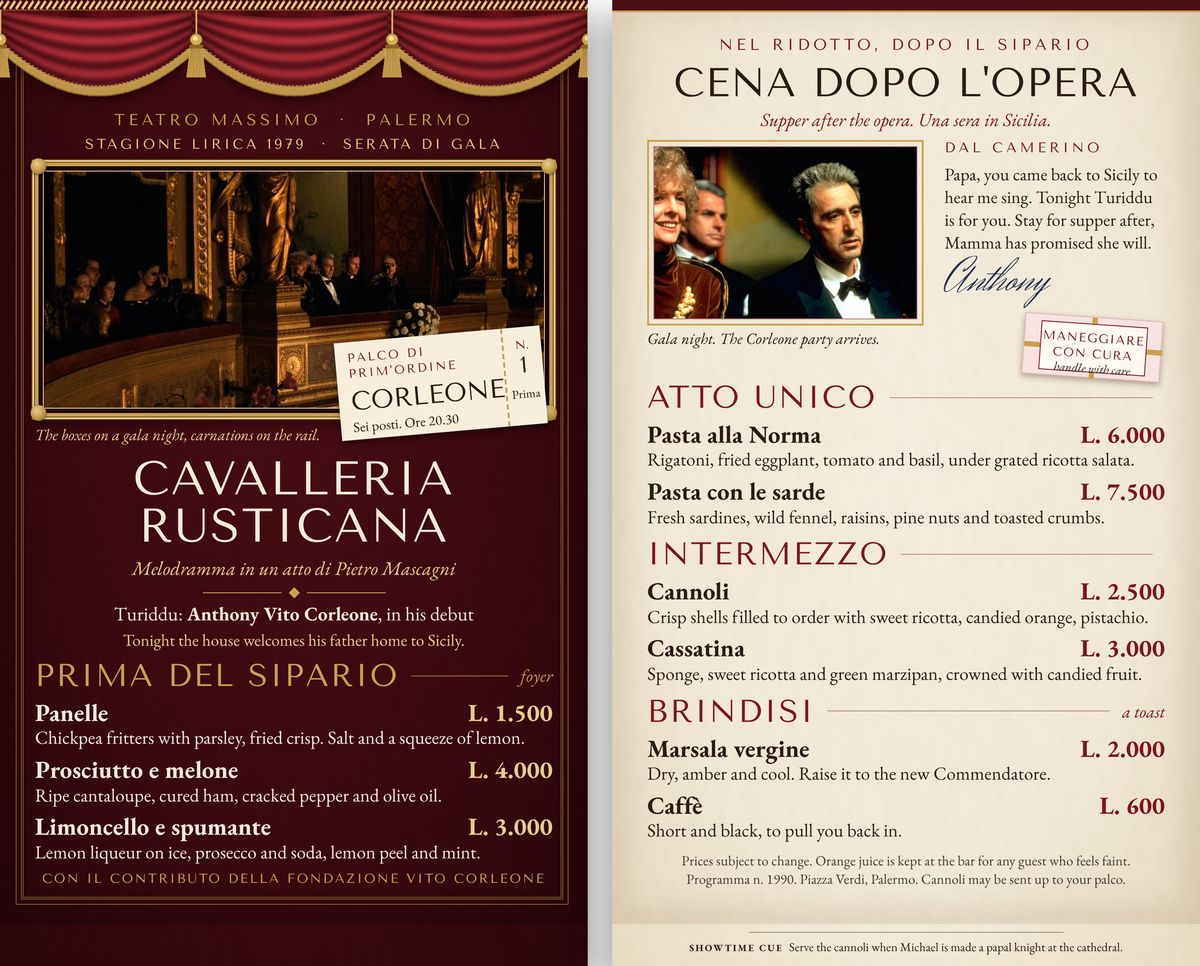 TEATRO MASSIMO · PALERMO
STAGIONE LIRICA 1979 · SERATA DI GALA
PALCO DI
PRIM'ORDINE
CORLEONE
Sei posti. Ore 20.30
N.
1
Prima
The boxes on a gala night, carnations on the rail.
CAVALLERIA
RUSTICANA
Melodramma in un atto di Pietro Mascagni
Turiddu: Anthony Vito Corleone, in his debut
Tonight the house welcomes his father home to Sicily.
PRIMA DEL SIPARIO foyer
Panelle L. 1.500
Chickpea fritters with parsley, fried crisp. Salt and a squeeze of lemon.
Prosciutto e melone L. 4.000
Ripe cantaloupe, cured ham, cracked pepper and olive oil.
Limoncello e spumante L. 3.000
Lemon liqueur on ice, prosecco and soda, lemon peel and mint.
CON IL CONTRIBUTO DELLA FONDAZIONE VITO CORLEONE
NEL RIDOTTO, DOPO IL SIPARIO
CENA DOPO L'OPERA
Supper after the opera. Una sera in Sicilia.
DAL CAMERINO
Papa, you came back to Sicily to
hear me sing. Tonight Turiddu
is for you. Stay for supper after,
Mamma has promised she will.
Anthony
Gala night. The Corleone party arrives.
MANEGGIARE
CON CURA
handle with care
ATTO UNICO
Pasta alla Norma L. 6.000
Rigatoni, fried eggplant, tomato and basil, under grated ricotta salata.
Pasta con le sarde L. 7.500
Fresh sardines, wild fennel, raisins, pine nuts and toasted crumbs.
INTERMEZZO
Cannoli L. 2.500
Crisp shells filled to order with sweet ricotta, candied orange, pistachio.
Cassatina L. 3.000
Sponge, sweet ricotta and green marzipan, crowned with candied fruit.
BRINDISI a toast
Marsala vergine L. 2.000
Dry, amber and cool. Raise it to the new Commendatore.
Caffè L. 600
Short and black, to pull you back in.
Prices subject to change. Orange juice is kept at the bar for any guest who feels faint.
Programma n. 1990. Piazza Verdi, Palermo. Cannoli may be sent up to your palco.
SHOWTIME CUE Serve the cannoli when Michael is made a papal knight at the cathedral.